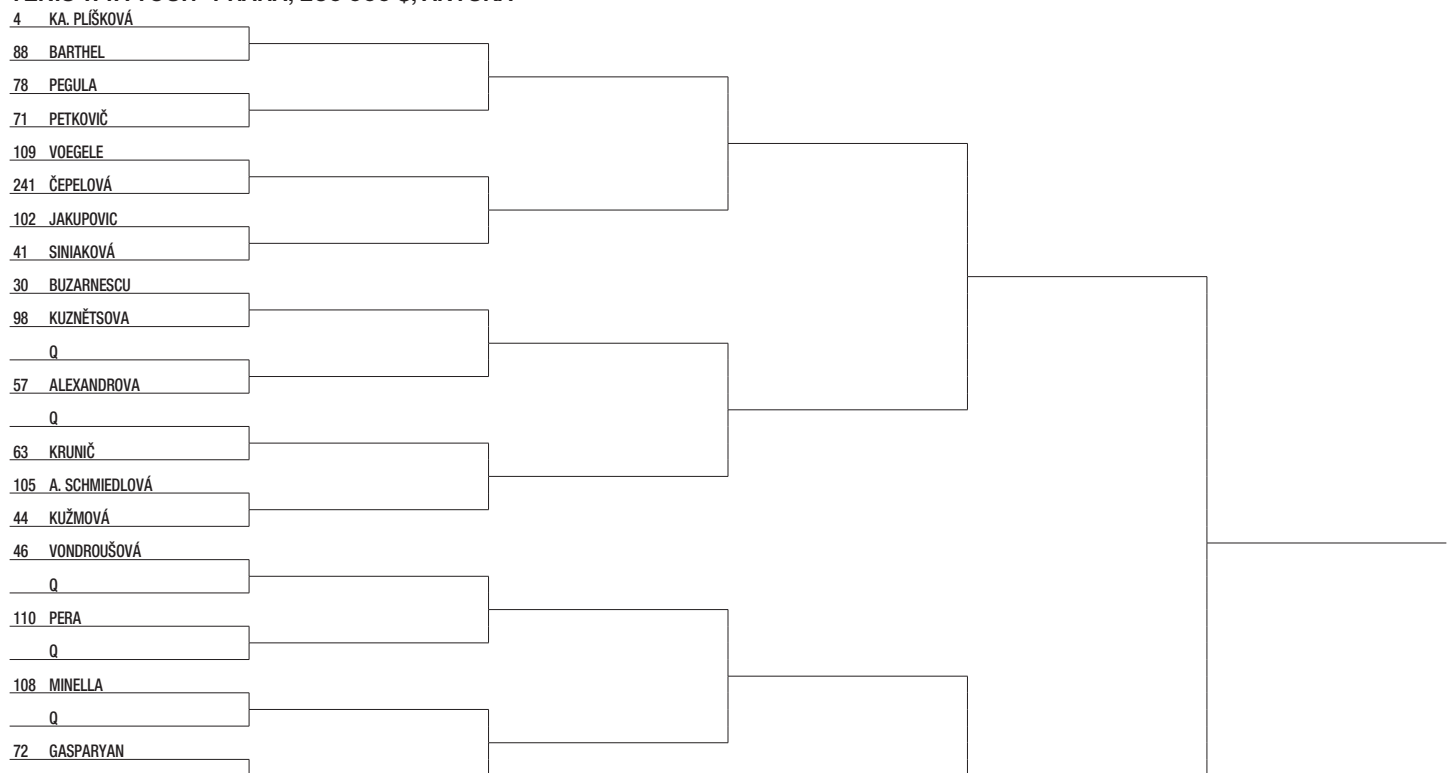 4 KA. PLÍŠKOVÁ
88 BARTHEL
78 PEGULA
71 PETKOVIČ
109 VOEGELE
241 ČEPELOVÁ
102 JAKUPOVIC
41 SINIAKOVÁ
30 BUZARNESCU
98 KUZNĚTSOVA
Q
57 ALEXANDROVA
Q
63 KRUNIČ
105 A. SCHMIEDLOVÁ
44 KUŽMOVÁ
46 VONDROUŠOVÁ
Q
110 PERA
Q
108 MINELLA
Q
72 GASPARYAN